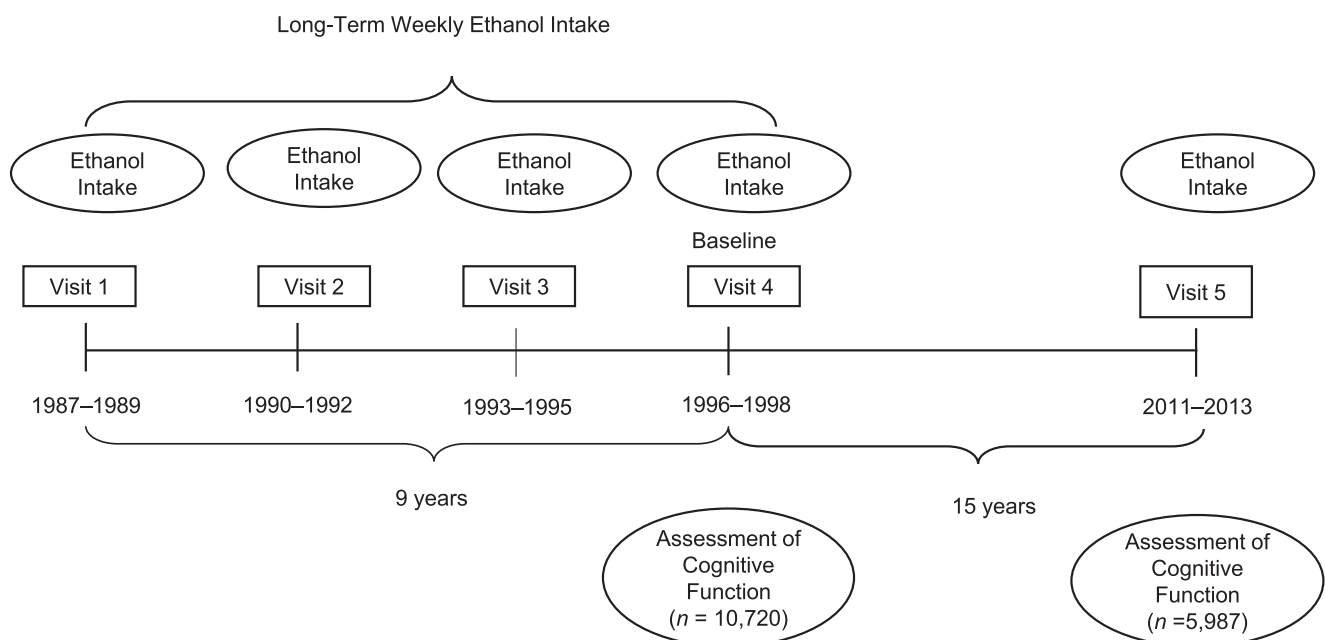 Long-Term Weekly Ethanol Intake
Ethanol
Intake
Ethanol
Intake
Ethanol
Intake
Ethanol
Intake
Ethanol
Intake
Baseline
Visit 1
Visit 2
Visit 3
Visit 4
Visit 5
1987–1989
1990–1992
1993–1995
1996–1998
2011–2013
9 years
15 years
Assessment of
Cognitive
Function
(n = 10,720)
Assessment of
Cognitive
Function
(n =5,987)